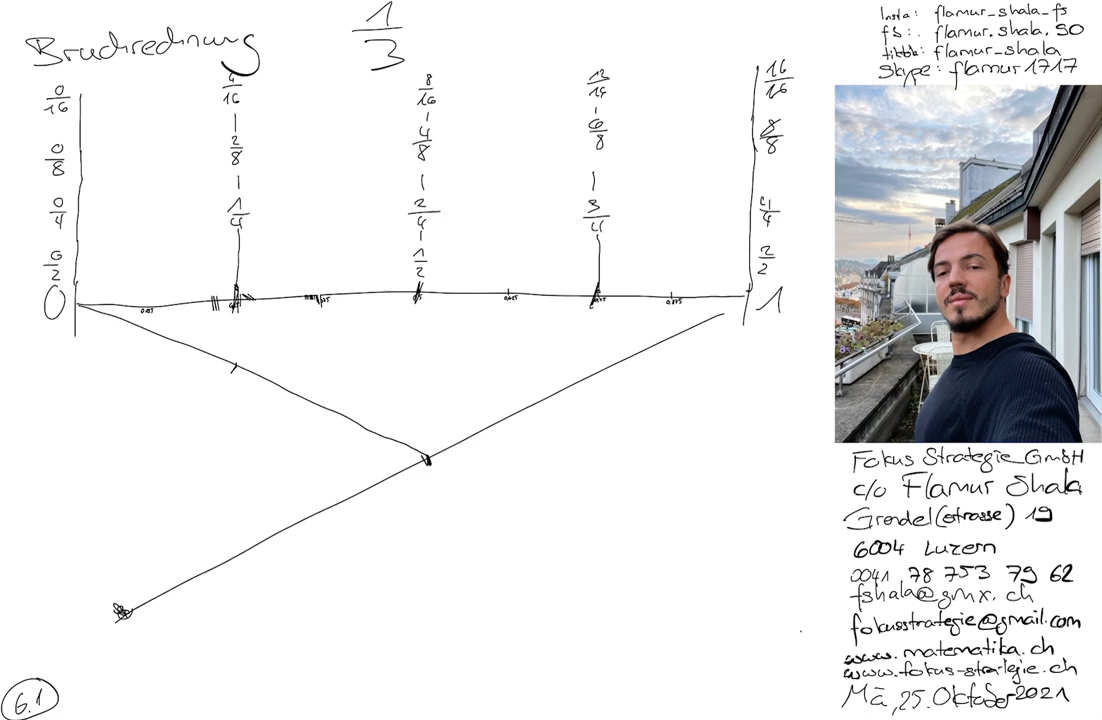 Bruchrechnung
1/3
Insta: flamur_shala_fs
fs: flamur.shala.90
tiktok: flamur_shala
Skype: flamur1717
0/16 4/16 8/16 12/16 16/16
0/8 2/8 4/8 6/8 8/8
0/4 1/4 2/4 3/4 4/4
0/2 1/2 2/2
0 1
Fokus Strategie GmbH
c/o Flamur Shala
Grendel(strasse) 19
6004 Luzern
0041 78 753 79 62
fshala@gmx.ch
fokusstrategie@gmail.com
www.matematika.ch
www.fokus-strategie.ch
Mä, 25. Oktober 2021
6.1